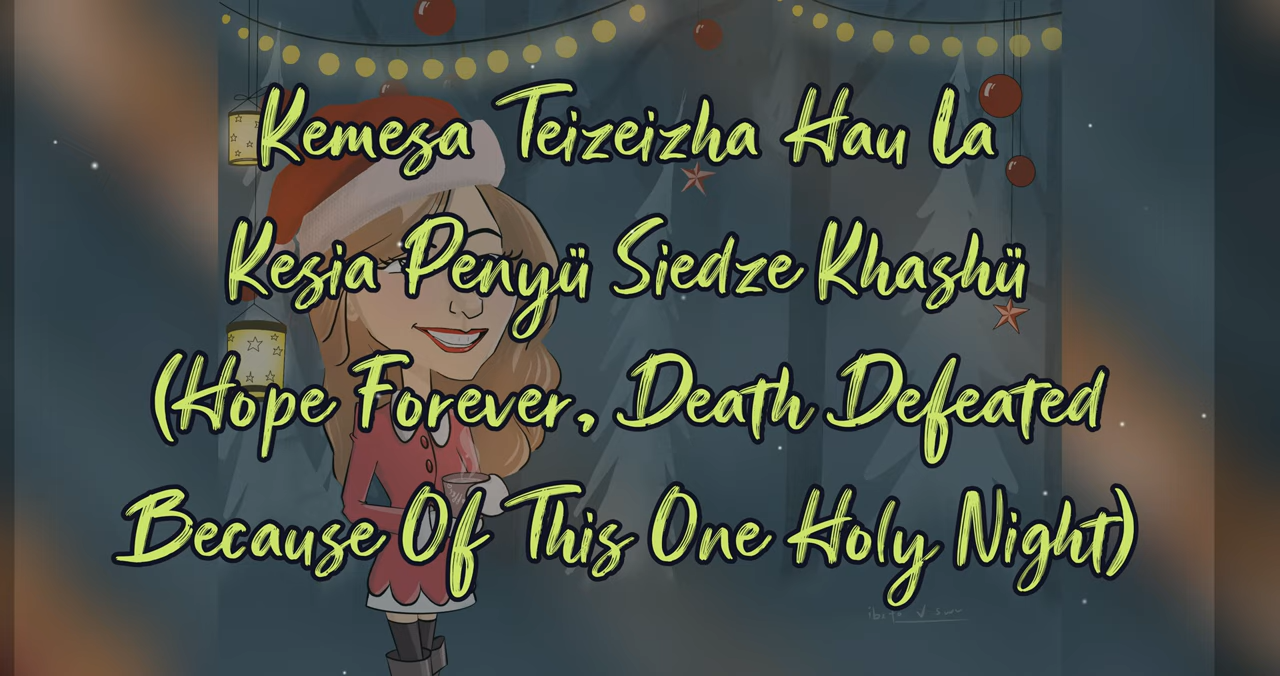 Kemesa Teizeizha Hau La
Kesia Penyü Siedze Khashü
(Hope Forever, Death Defeated
Because Of This One Holy Night)